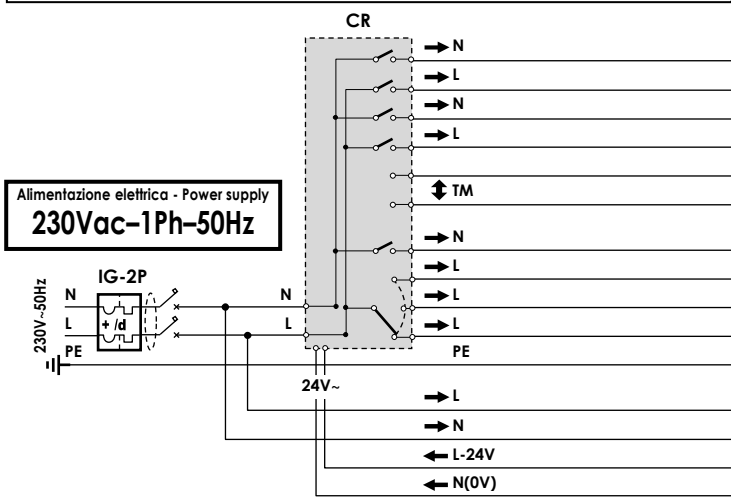 CR
N
L
N
L
TM
Alimentazione elettrica - Power supply
230Vac–1Ph–50Hz
N
L
L
L
IG-2P
230V~50Hz
N
L
PE
+ /d
N
L
PE
24V~
L
N
L-24V
N(0V)